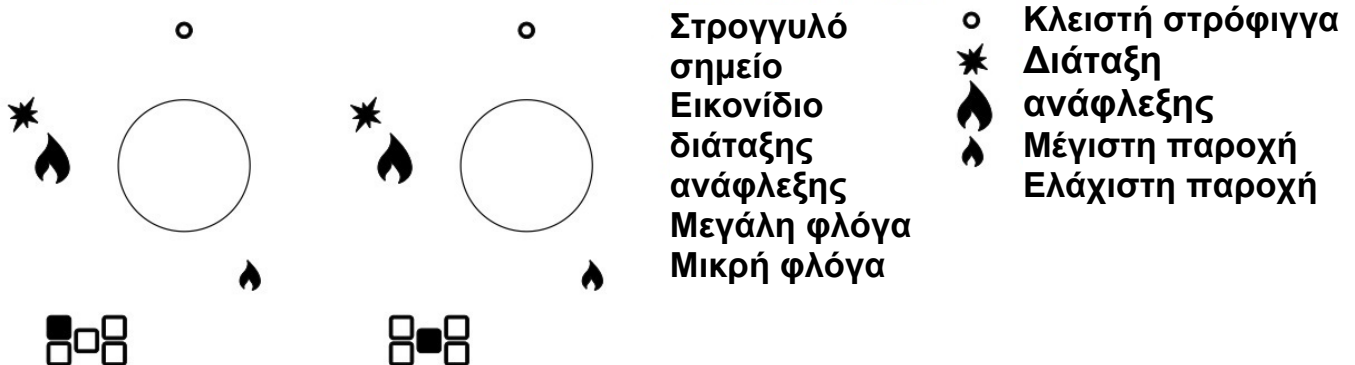 Στρογγυλό
σημείο
Εικονίδιο
διάταξης
ανάφλεξης
Μεγάλη φλόγα
Μικρή φλόγα
Κλειστή στρόφιγγα
Διάταξη
ανάφλεξης
Μέγιστη παροχή
Ελάχιστη παροχή